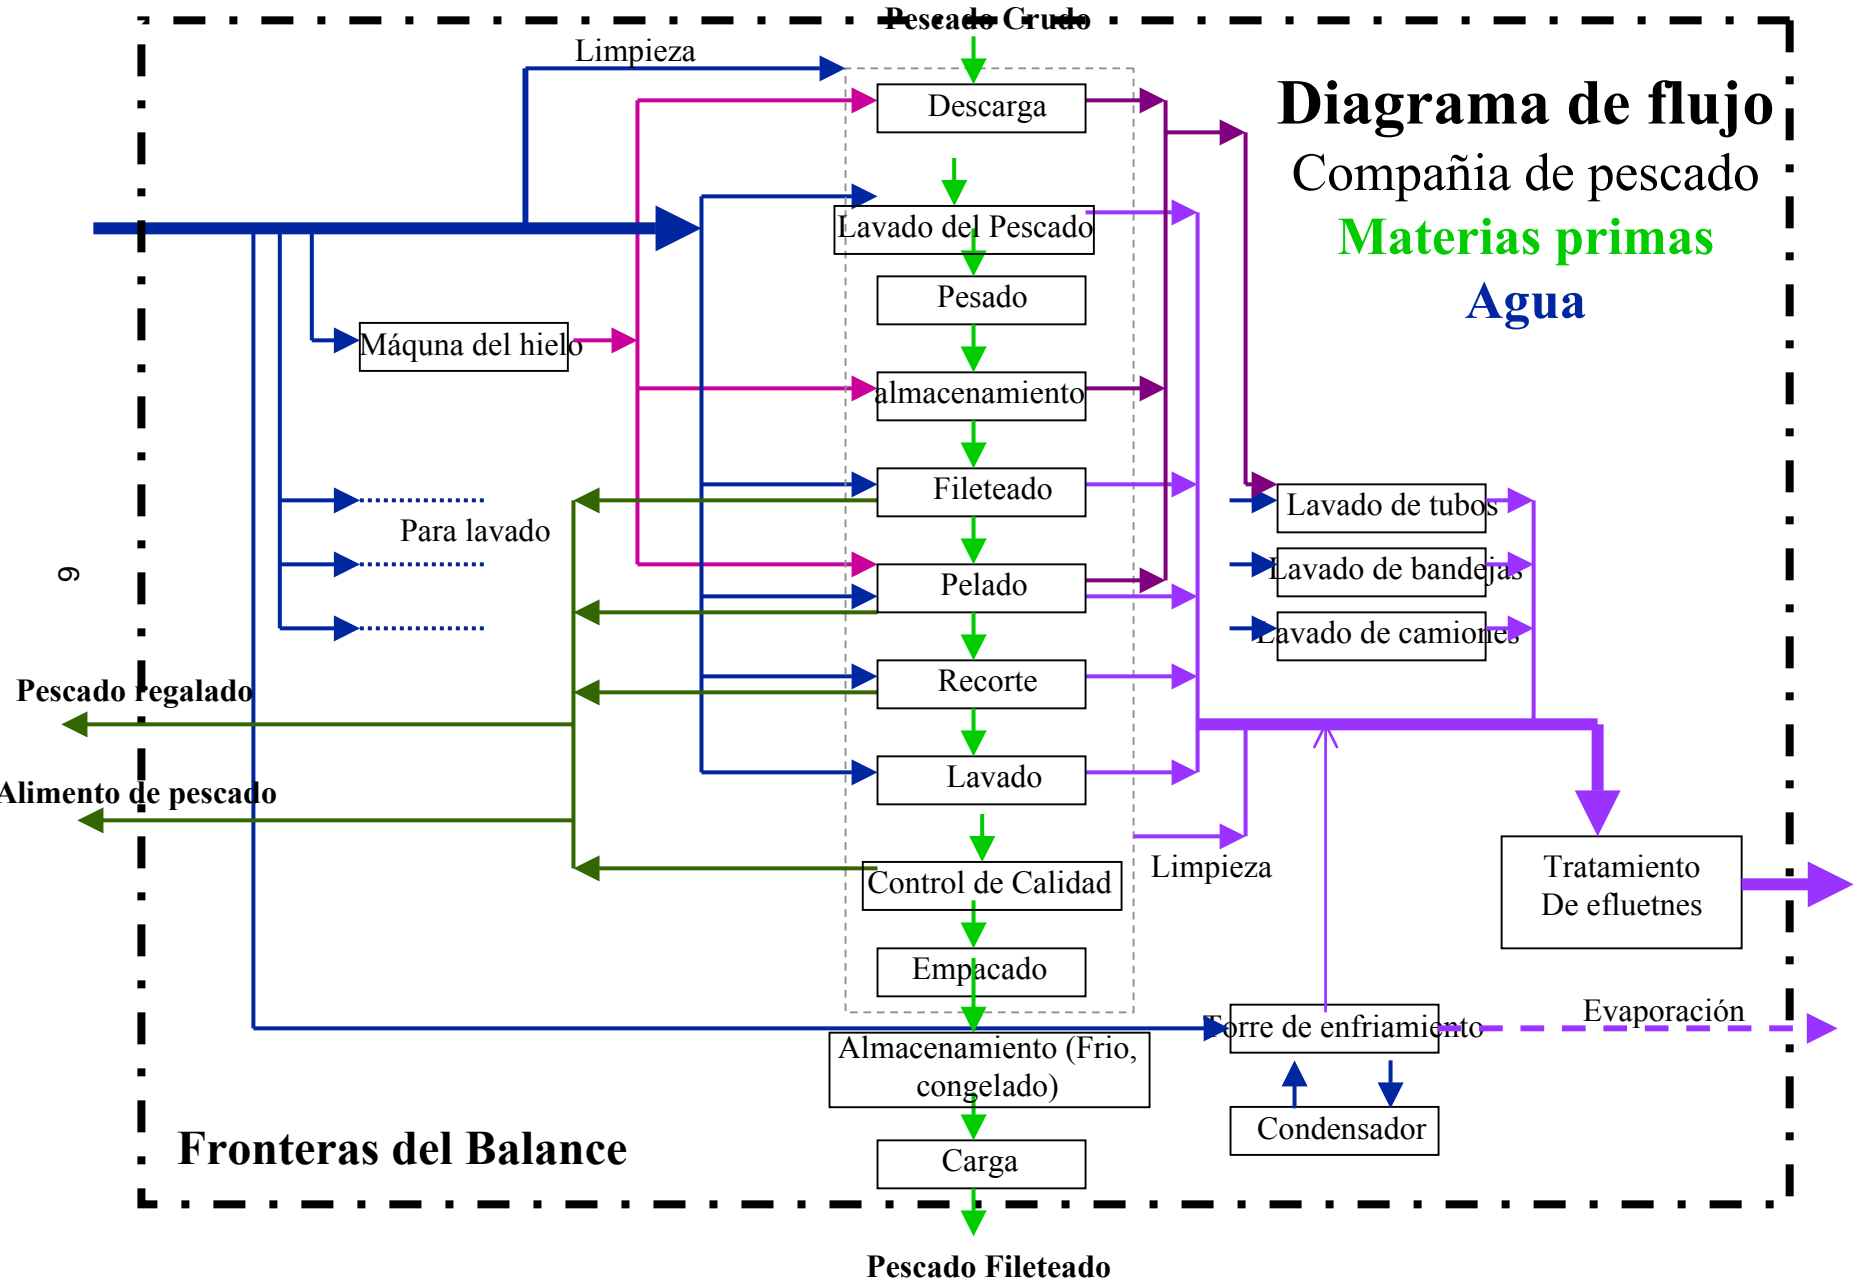 Pescado Crudo
Limpieza
Descarga
Diagrama de flujo
Compañia de pescado
Materias primas
Agua
Lavado del Pescado
Pesado
Máquna del hielo
almacenamiento
Fileteado
Lavado de tubos
Para lavado
Lavado de bandejas
9
Pelado
Lavado de camiones
Recorte
Pescado regalado
Lavado
Alimento de pescado
Limpieza
Control de Calidad
Tratamiento
De efluetnes
Empacado
Evaporación
Torre de enfriamiento
Almacenamiento (Frio,
congelado)
Condensador
Fronteras del Balance
Carga
Pescado Fileteado